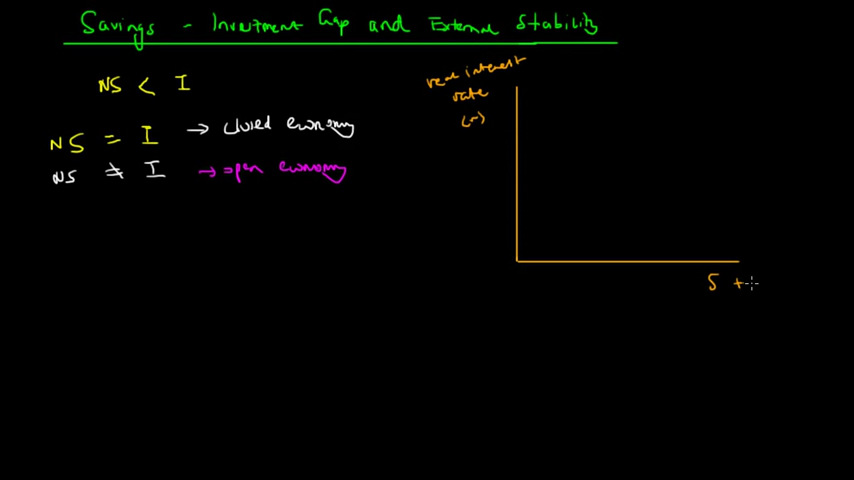 Savings - Investment Gap and External Stability
NS < I
NS = I → closed economy
NS ≠ I → open economy
real interest
rate
(r)
S +